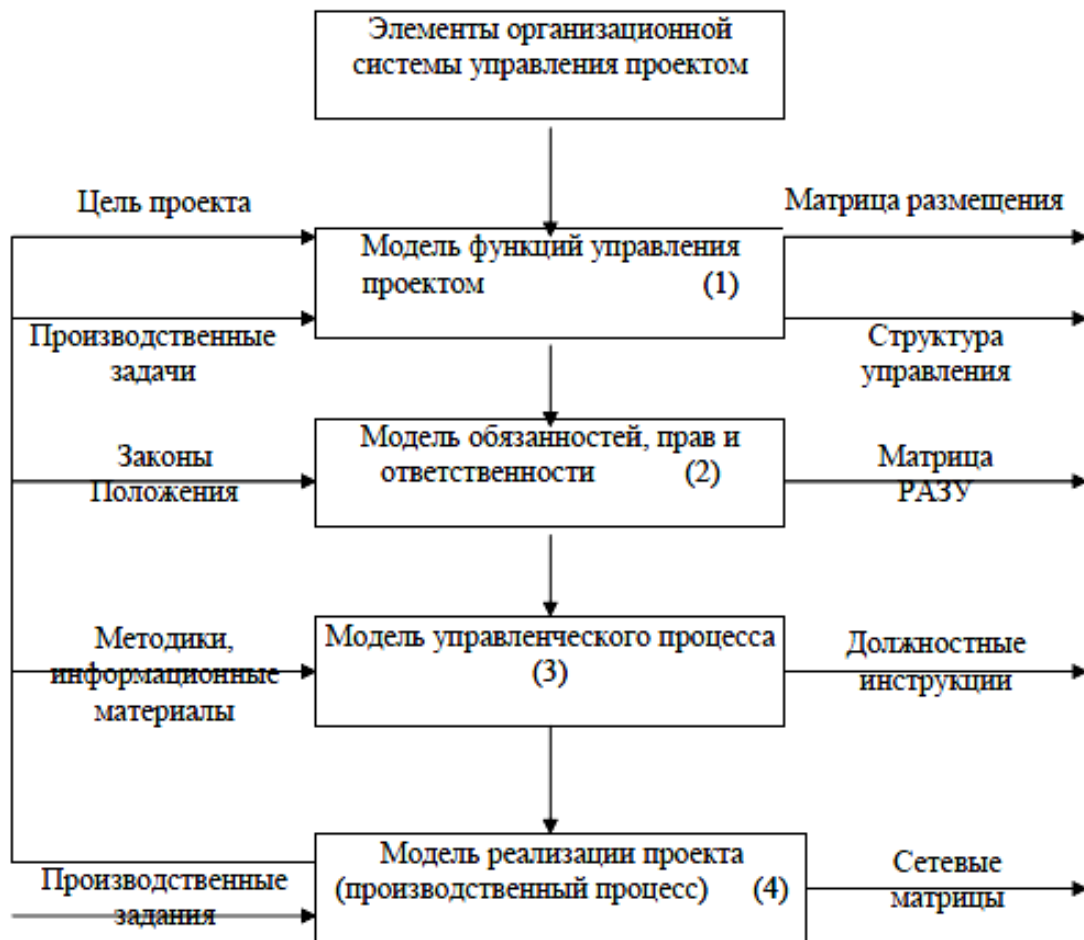 Элементы организационной
системы управления проектом
Цель проекта
Матрица размещения
Модель функций управления
проектом (1)
Производственные
задачи
Структура
управления
Модель обязанностей, прав и
ответственности (2)
Законы
Положения
Матрица
РАЗУ
Модель управленческого процесса
(3)
Методики,
информационные
материалы
Должностные
инструкции
Модель реализации проекта
(производственный процесс) (4)
Производственные
задания
Сетевые
матрицы